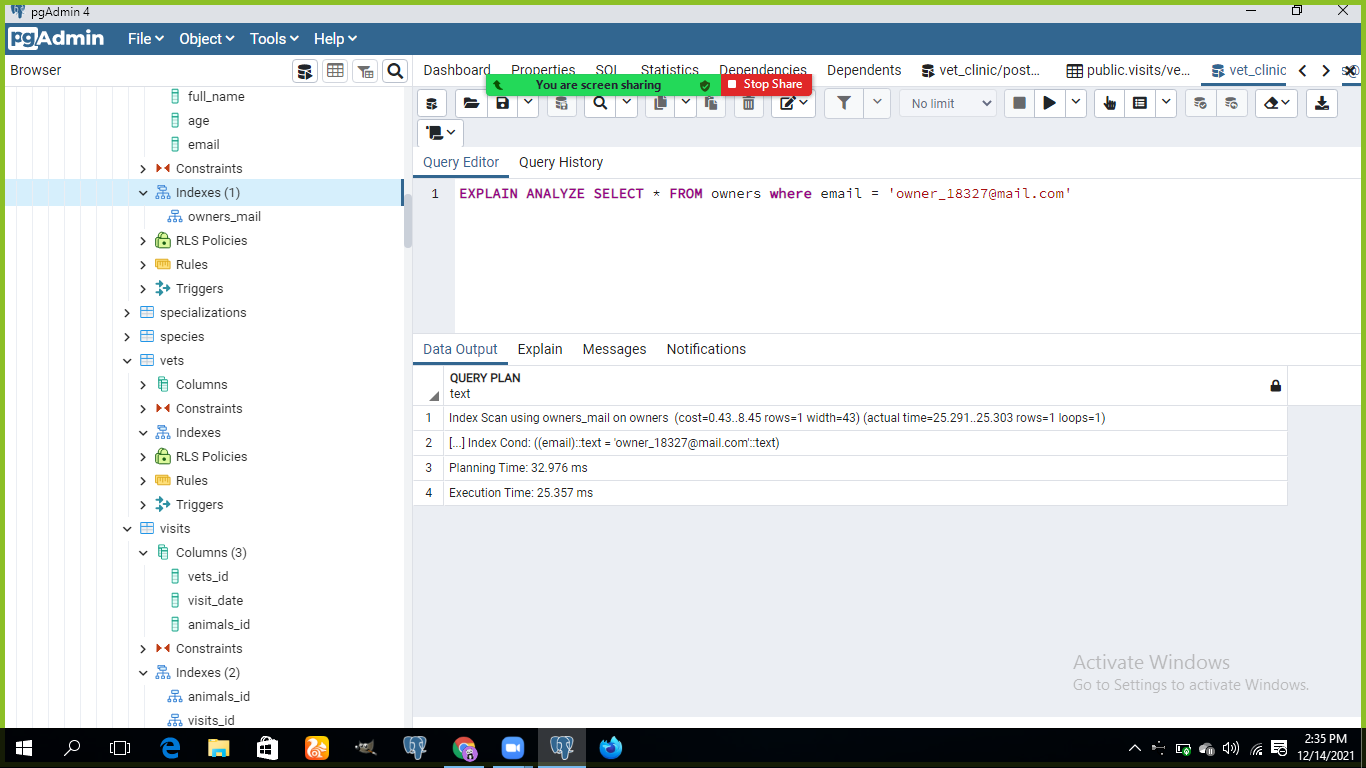 pgAdmin 4
pgAdmin File Object Tools Help
Browser
Dashboard Properties SQL Statistics Dependencies Dependents vet_clinic/post... public.visits/ve... vet_clinic
You are screen sharing Stop Share
full_name
age
email
Constraints
Indexes (1)
owners_mail
RLS Policies
Rules
Triggers
specializations
species
vets
Columns
Constraints
Indexes
RLS Policies
Rules
Triggers
visits
Columns (3)
vets_id
visit_date
animals_id
Constraints
Indexes (2)
animals_id
visits_id
No limit
Query Editor Query History
1 EXPLAIN ANALYZE SELECT * FROM owners where email = 'owner_18327@mail.com'
Data Output Explain Messages Notifications
QUERY PLAN
text
1 Index Scan using owners_mail on owners (cost=0.43..8.45 rows=1 width=43) (actual time=25.291..25.303 rows=1 loops=1)
2 [...] Index Cond: ((email)::text = 'owner_18327@mail.com'::text)
3 Planning Time: 32.976 ms
4 Execution Time: 25.357 ms
Activate Windows
Go to Settings to activate Windows.
2:35 PM
12/14/2021